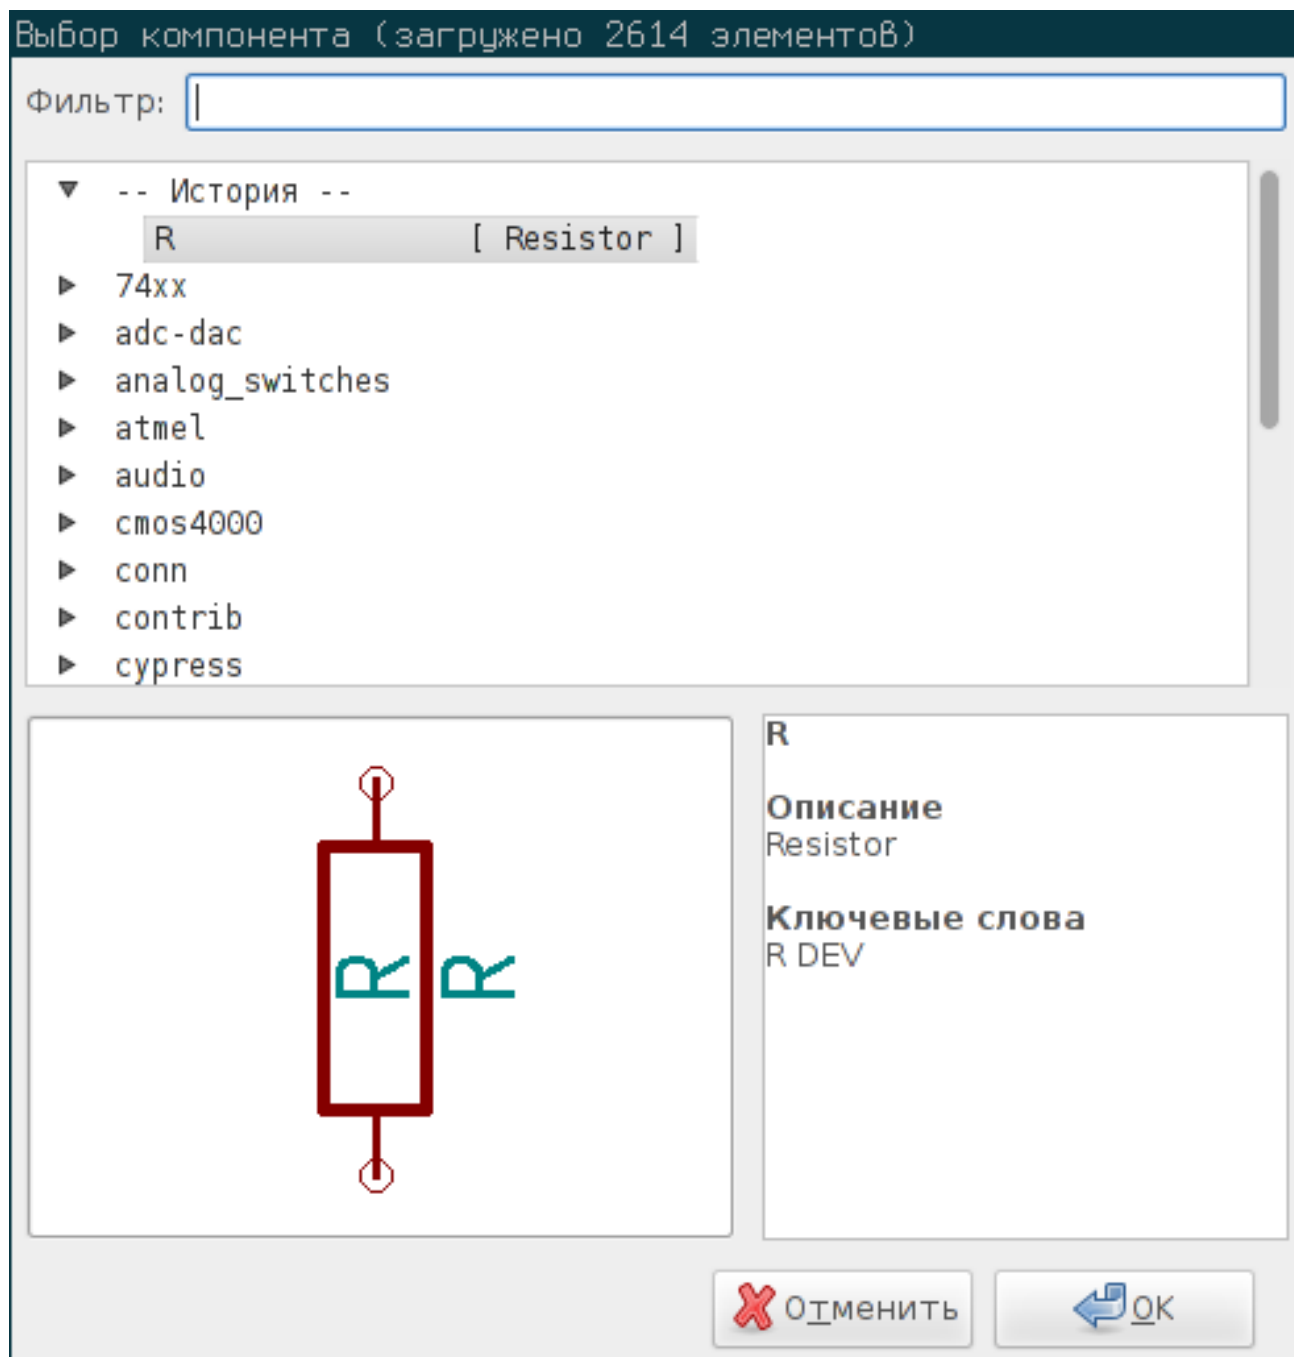 Выбор компонента (загружено 2614 элементов)
Фильтр:
-- История --
R [ Resistor ]
74xx
adc-dac
analog_switches
atmel
audio
cmos4000
conn
contrib
cypress
R R
R
Описание
Resistor
Ключевые слова
R DEV
Отменить
OK